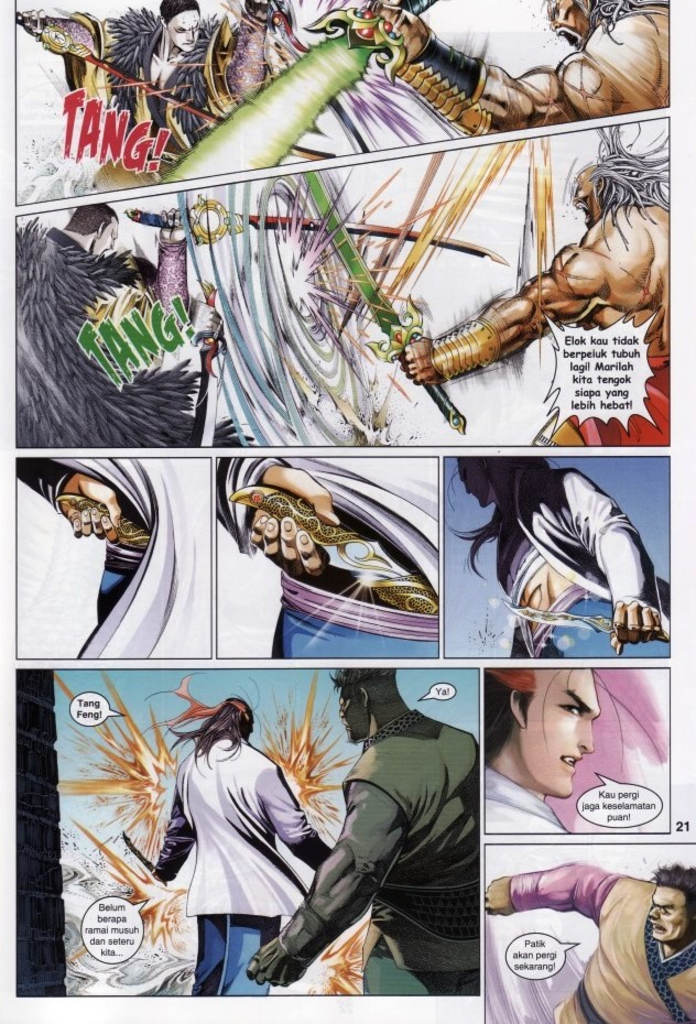 TANG!
TANG!
Elok kau tidak
berpeluk tubuh
lagi! Marilah
kita tengok
siapa yang
lebih hebat!
Tang
Feng!
Ya!
Belum
berapa
ramai musuh
dan seteru
kita...
Kau pergi
jaga keselamatan
puan!
21
Patik
akan pergi
sekarang!